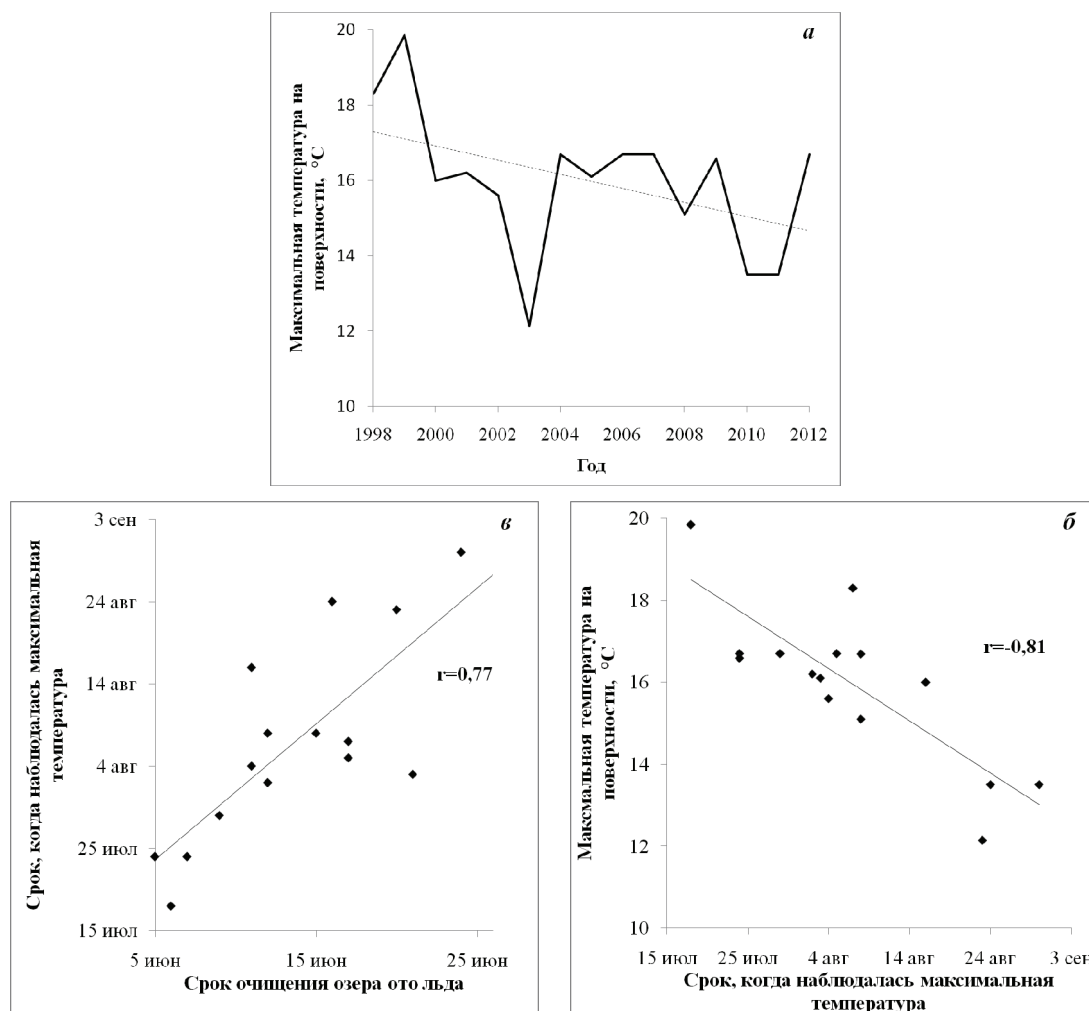 а
Максимальная температура на
поверхности, °C
20
18
16
14
12
10
1998 2000 2002 2004 2006 2008 2010 2012
Год
в
Срок, когда наблюдалась максимальная
температура
3 сен
24 авг
14 авг
4 авг
25 июл
15 июл
r=0,77
5 июн 15 июн 25 июн
Срок очищения озера ото льда
б
Максмальная температура на
поверхности, °C
20
18
16
14
12
10
r=-0,81
15 июл 25 июл 4 авг 14 авг 24 авг 3 сен
Срок, когда наблюдалась максимальная
температура